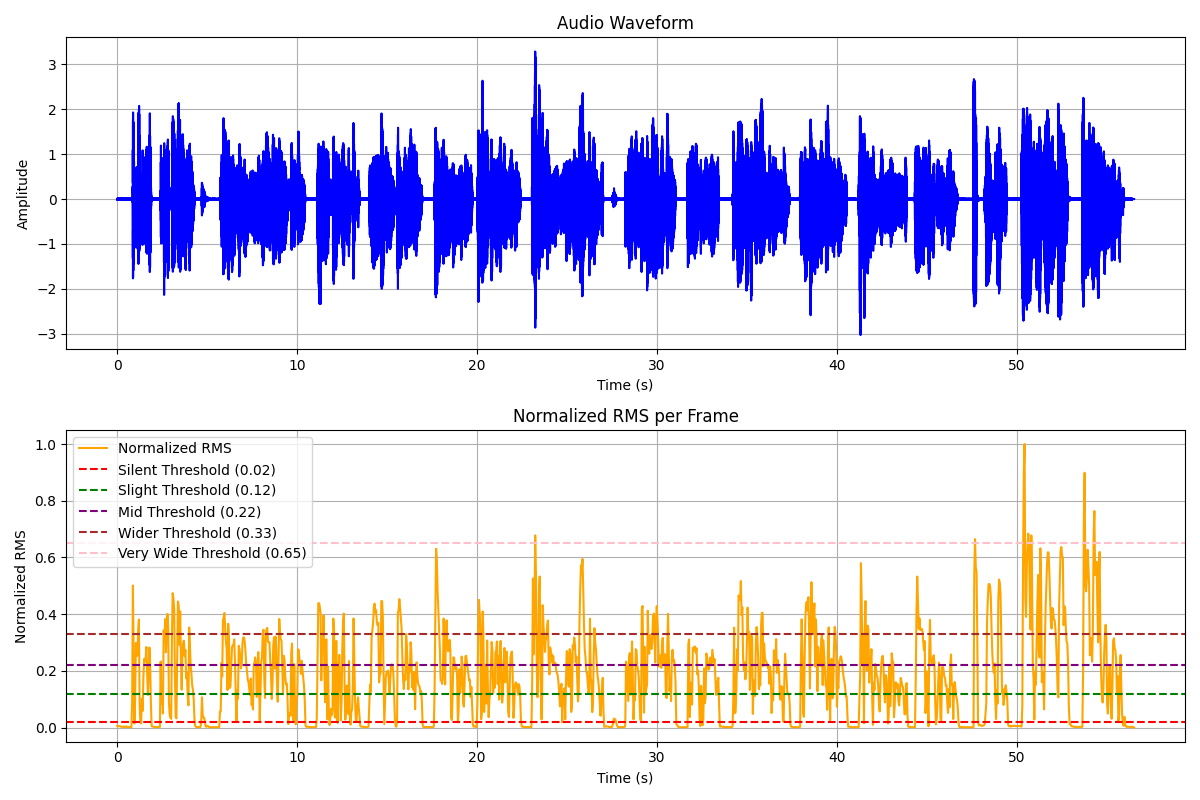 Audio Waveform
3
2
1
0
−1
−2
−3
Amplitude
0 10 20 30 40 50
Time (s)
Normalized RMS per Frame
1.0
0.8
0.6
0.4
0.2
0.0
Normalized RMS
Normalized RMS
Silent Threshold (0.02)
Slight Threshold (0.12)
Mid Threshold (0.22)
Wider Threshold (0.33)
Very Wide Threshold (0.65)
0 10 20 30 40 50
Time (s)